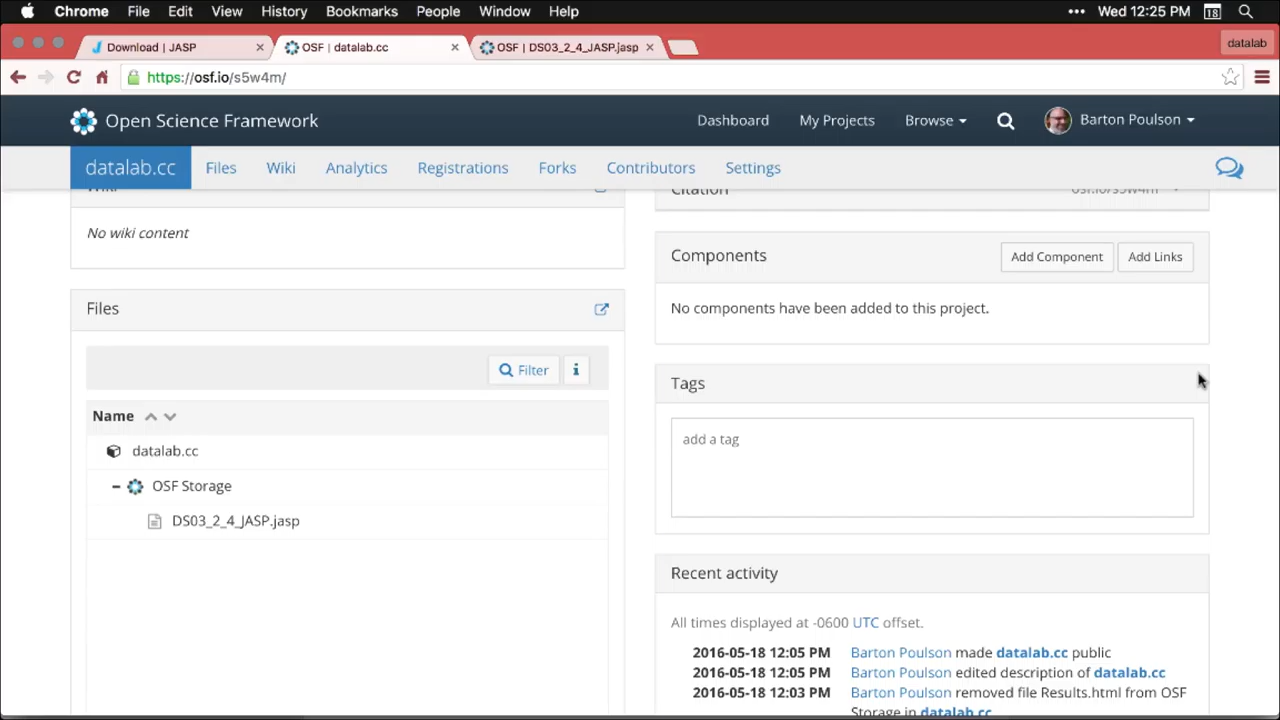 Chrome File Edit View History Bookmarks People Window Help ••• Wed 12:25 PM 18
Download | JASP × OSF | datalab.cc × OSF | DS03_2_4_JASP.jasp × datalab
https://osf.io/s5w4m/
Open Science Framework Dashboard My Projects Browse Barton Poulson
datalab.cc Files Wiki Analytics Registrations Forks Contributors Settings
Wiki
No wiki content
Files
Filter i
Name
datalab.cc
OSF Storage
DS03_2_4_JASP.jasp
Citation osf.io/s5w4m
Components Add Component Add Links
No components have been added to this project.
Tags
add a tag
Recent activity
All times displayed at -0600 UTC offset.
2016-05-18 12:05 PM Barton Poulson made datalab.cc public
2016-05-18 12:05 PM Barton Poulson edited description of datalab.cc
2016-05-18 12:03 PM Barton Poulson removed file Results.html from OSF
Storage in datalab.cc